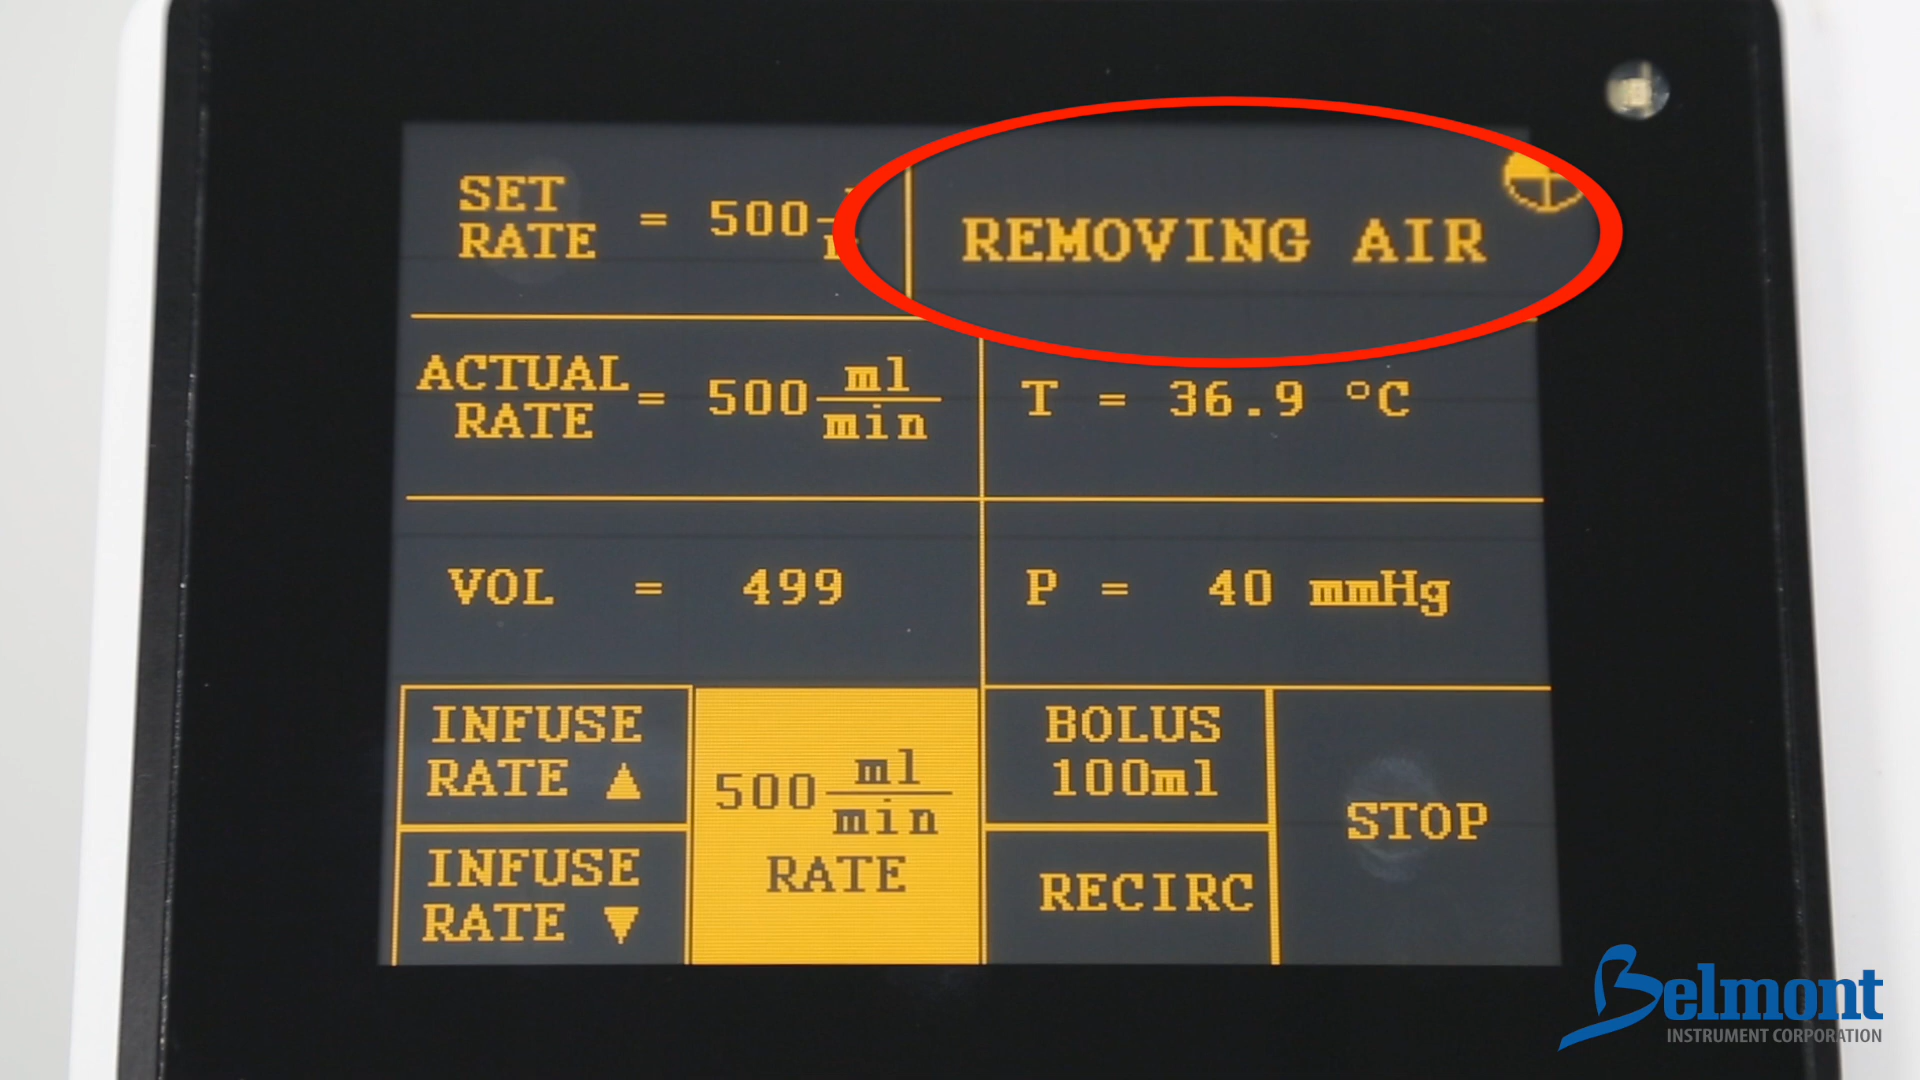 SET
RATE = 500
REMOVING AIR
ACTUAL
RATE = 500 ml
min
T = 36.9 °C
VOL = 499
P = 40 mmHg
INFUSE
RATE ▲
INFUSE
RATE ▼
500 ml
min
RATE
BOLUS
100ml
RECIRC
STOP
Belmont
INSTRUMENT CORPORATION